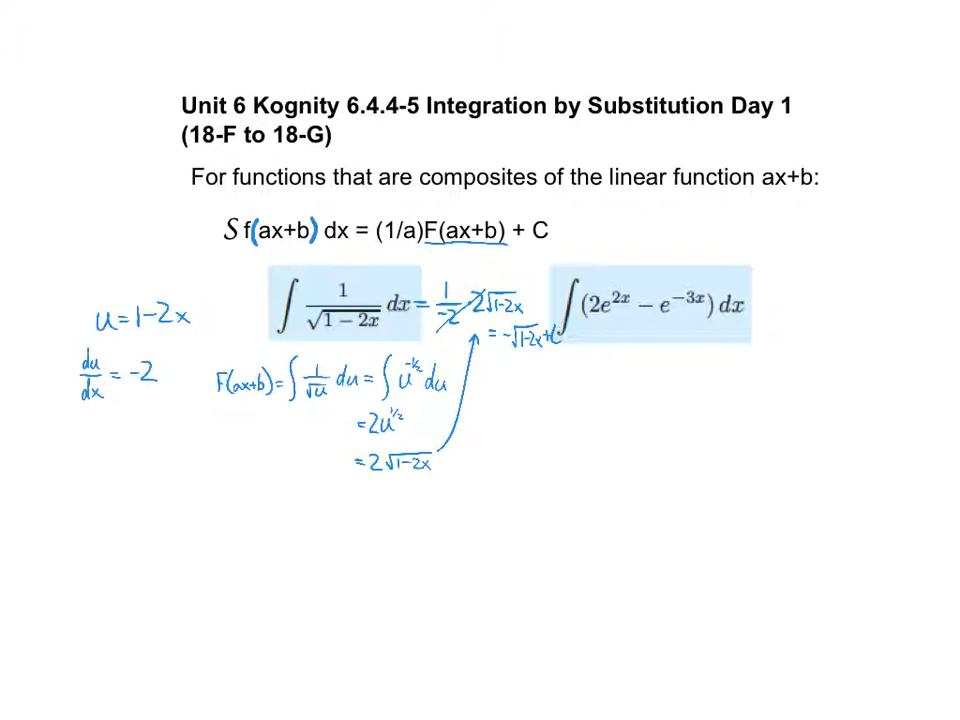 Unit 6 Kognity 6.4.4-5 Integration by Substitution Day 1
(18-F to 18-G)
For functions that are composites of the linear function ax+b:
∫ f(ax+b) dx = (1/a)F(ax+b) + C
∫ 1/√(1 − 2x) dx = 1/-2 · 2√(1-2x)
= -√(1-2x) + C
∫ (2e^{2x} − e^{−3x}) dx
u = 1-2x
du/dx = -2
F(ax+b) = ∫ 1/√u du = ∫ u^{-1/2} du
= 2u^{1/2}
= 2√(1-2x)